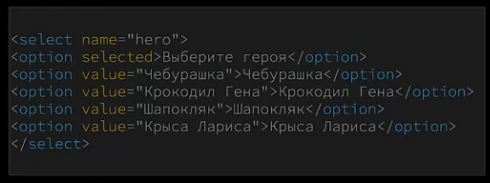 <select name="hero">
<option selected>Выберите героя</option>
<option value="Чебурашка">Чебурашка</option>
<option value="Крокодил Гена">Крокодил Гена</option>
<option value="Шапокляк">Шапокляк</option>
<option value="Крыса Лариса">Крыса Лариса</option>
</select>